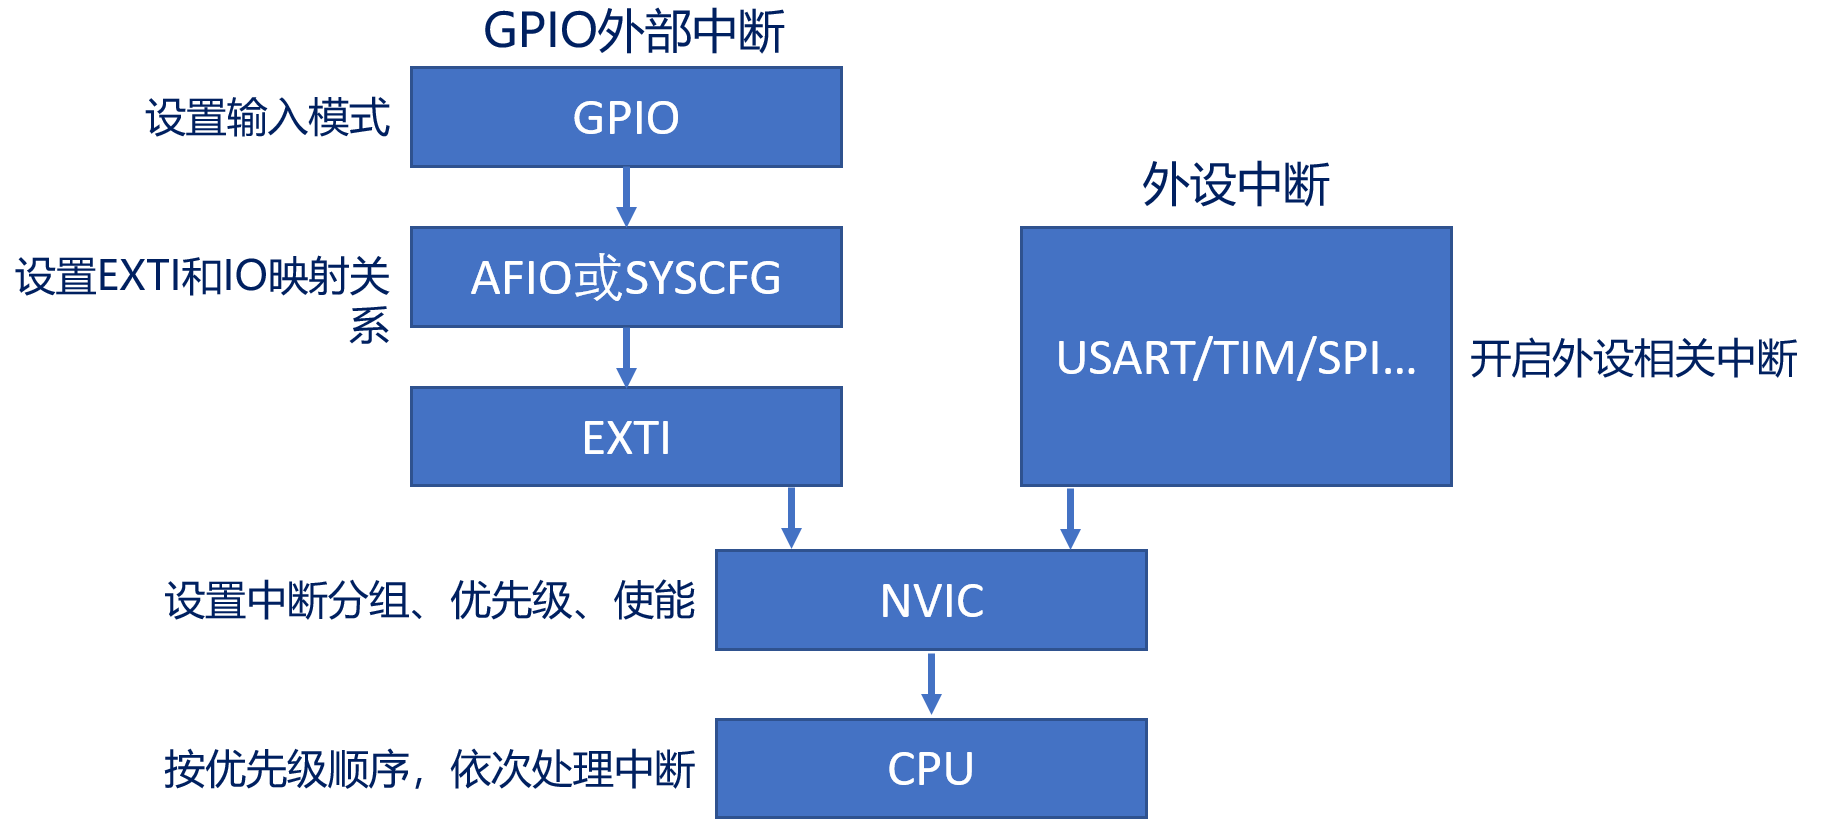 GPIO外部中断
设置输入模式
GPIO
外设中断
设置EXTI和IO映射关
系
AFIO或SYSCFG
USART/TIM/SPI...
开启外设相关中断
EXTI
设置中断分组、优先级、使能
NVIC
按优先级顺序，依次处理中断
CPU